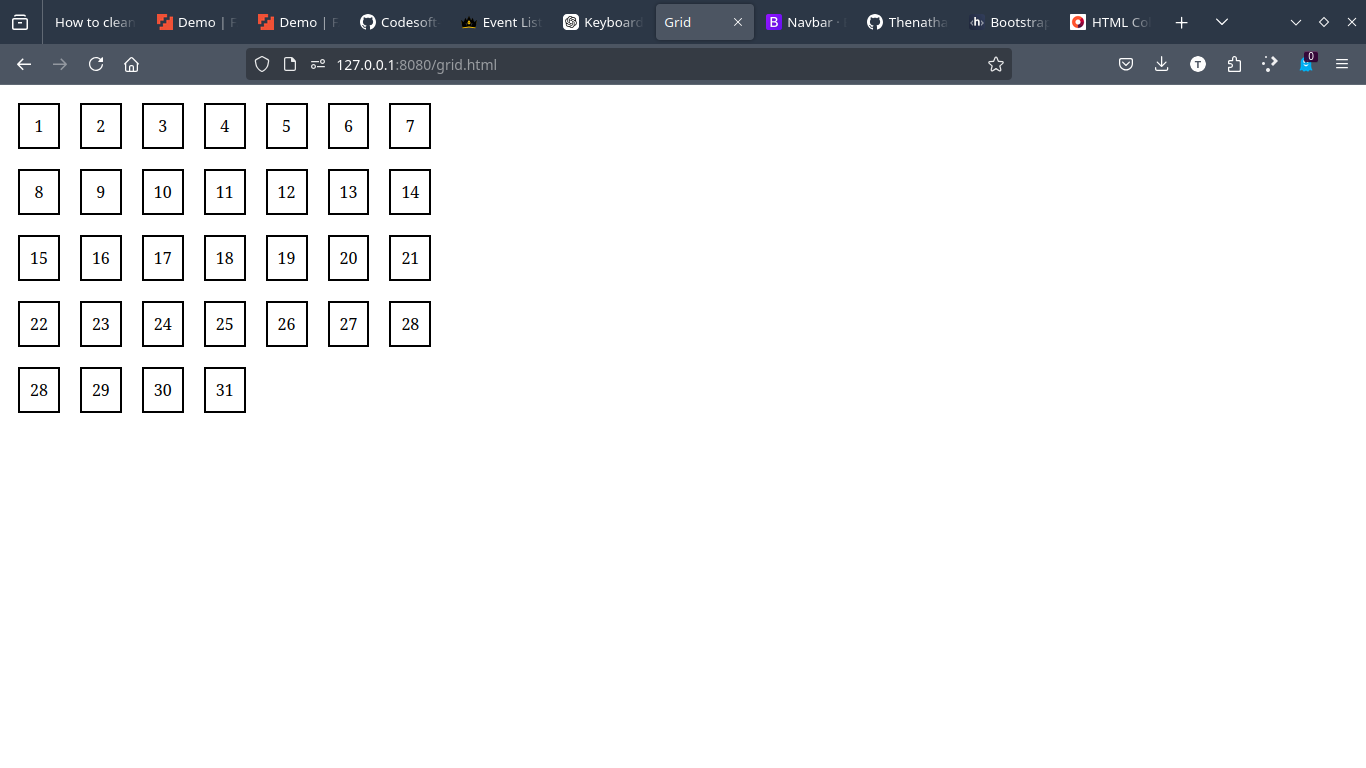 How to clean Demo | F Demo | F Codesoft Event List Keyboard Grid B Navbar · Thenatha h Bootstrap HTML Co
127.0.0.1:8080/grid.html T 0
1 2 3 4 5 6 7
8 9 10 11 12 13 14
15 16 17 18 19 20 21
22 23 24 25 26 27 28
28 29 30 31